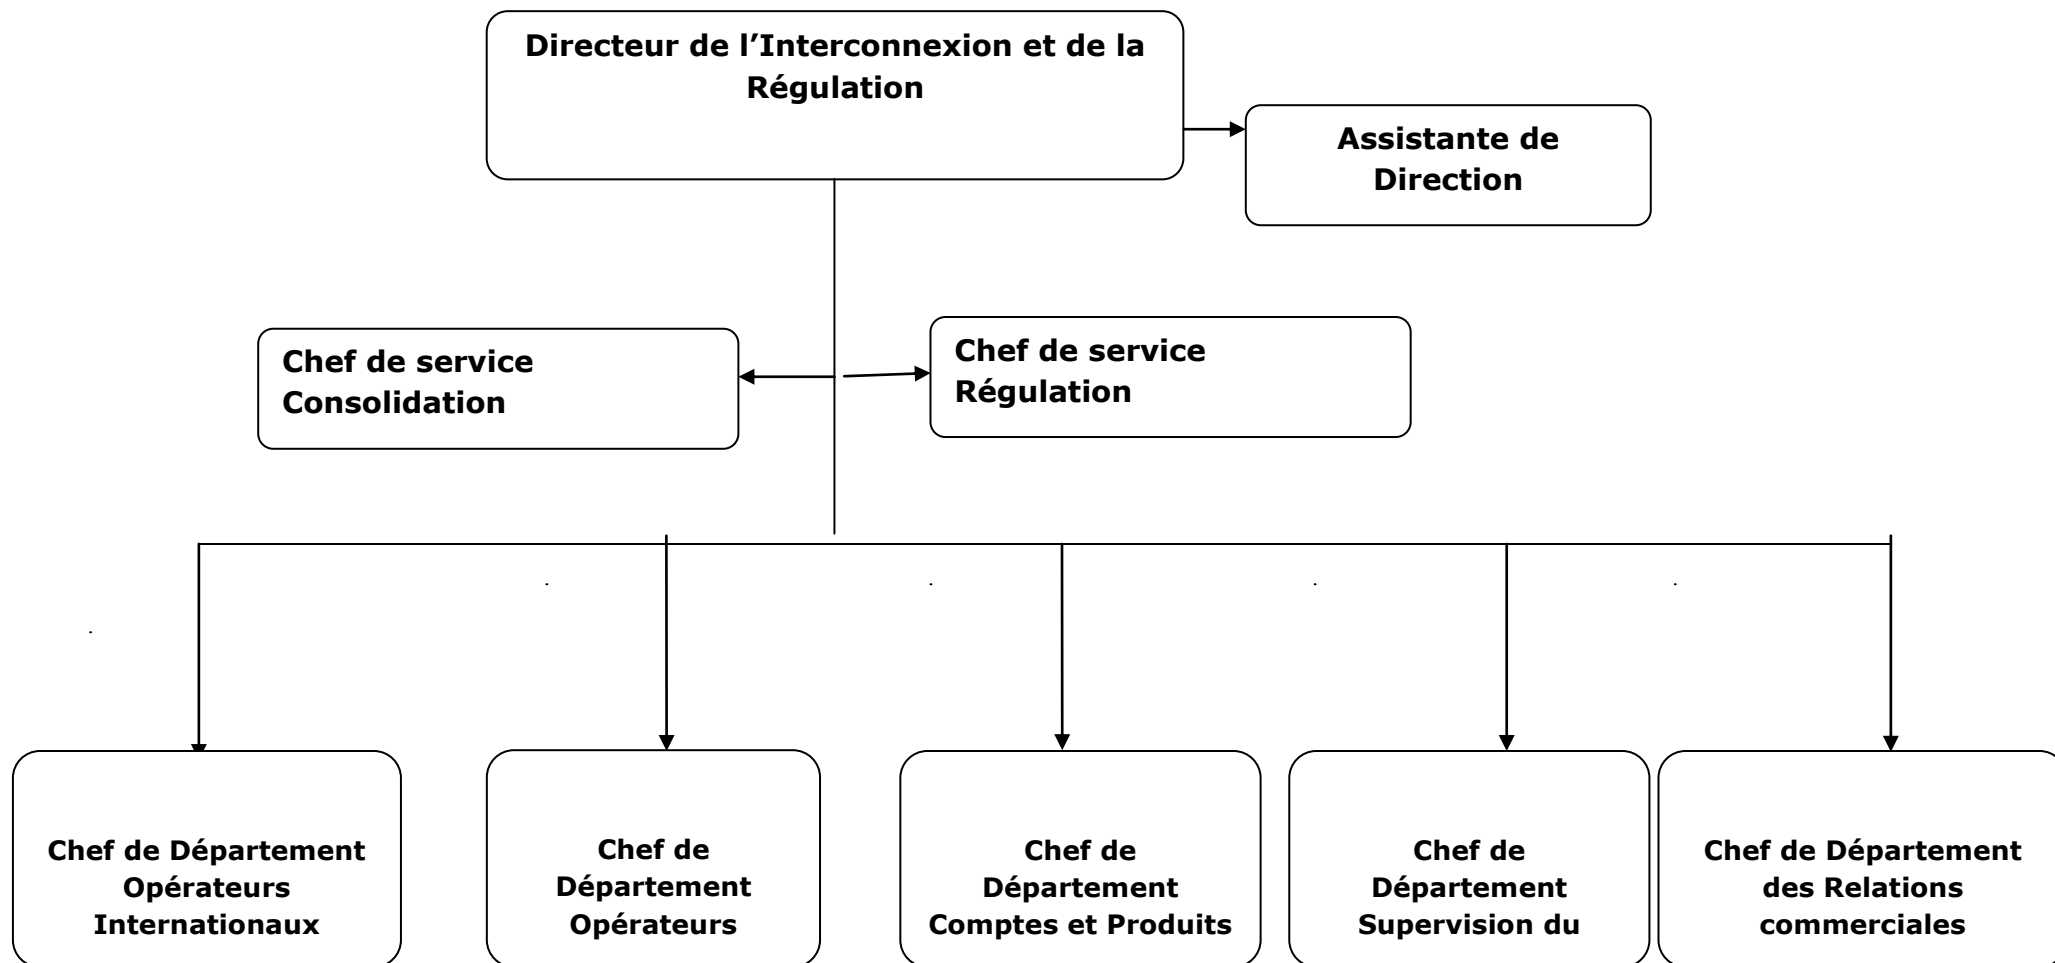 Directeur de l’Interconnexion et de la
Régulation
Assistante de
Direction
Chef de service
Consolidation
Chef de service
Régulation
Chef de Département
Opérateurs
Internationaux
Chef de
Département
Opérateurs
Chef de
Département
Comptes et Produits
Chef de
Département
Supervision du
Chef de Département
des Relations
commerciales